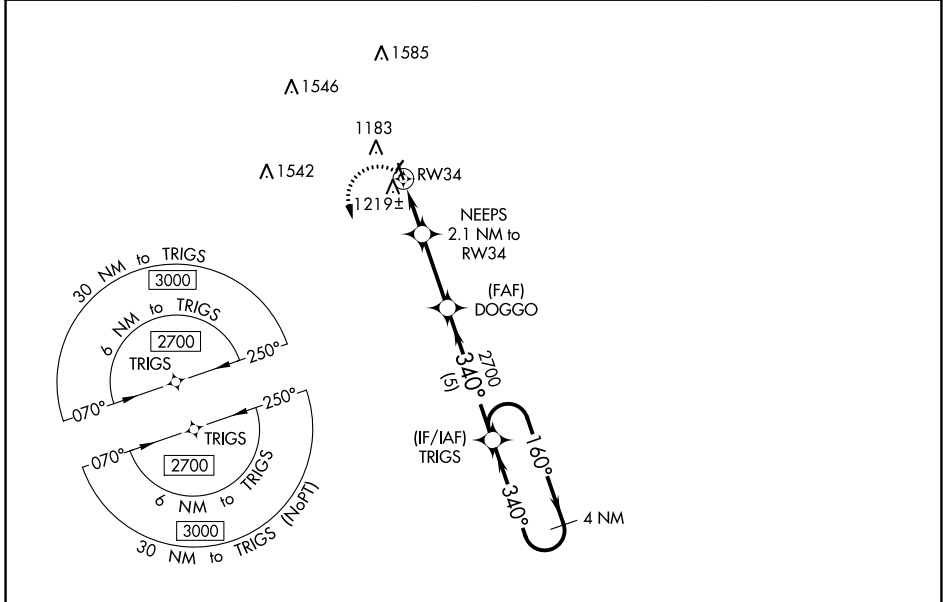 1585
1546
1183
1542
RW34
1219±
NEEPS
2.1 NM to
RW34
(FAF)
DOGGO
2700
340°
(5)
(IF/IAF)
TRIGS
160°
340°
4 NM
30 NM to TRIGS
3000
6 NM to TRIGS
2700
TRIGS
250°
070°
250°
070°
TRIGS
2700
6 NM to TRIGS
3000
30 NM to TRIGS (NoPT)